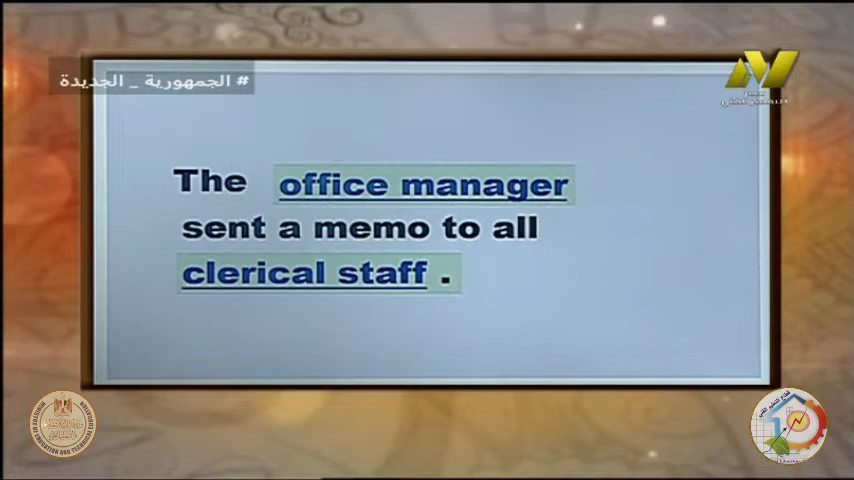 # الجمهورية _ الجديدة
The office manager
sent a memo to all
clerical staff .